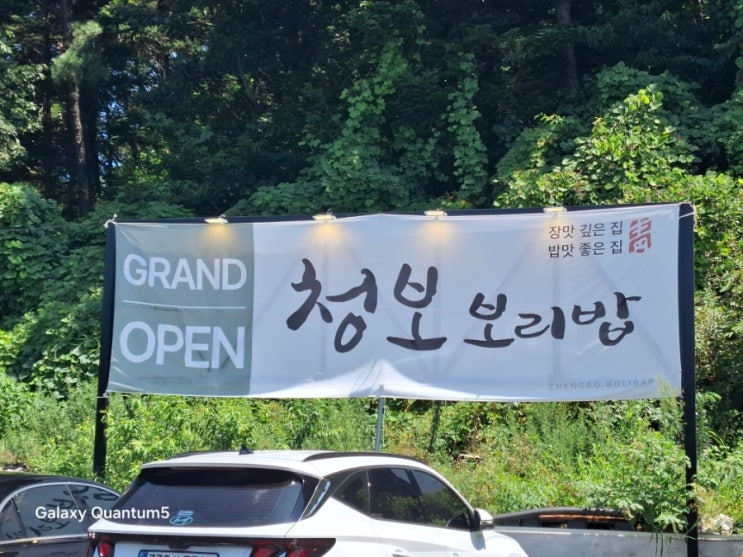 GRAND
OPEN
청보 보리밥
장맛 깊은 집
밥맛 좋은 집
CHENGBO BOLIBAP
Galaxy Quantum5